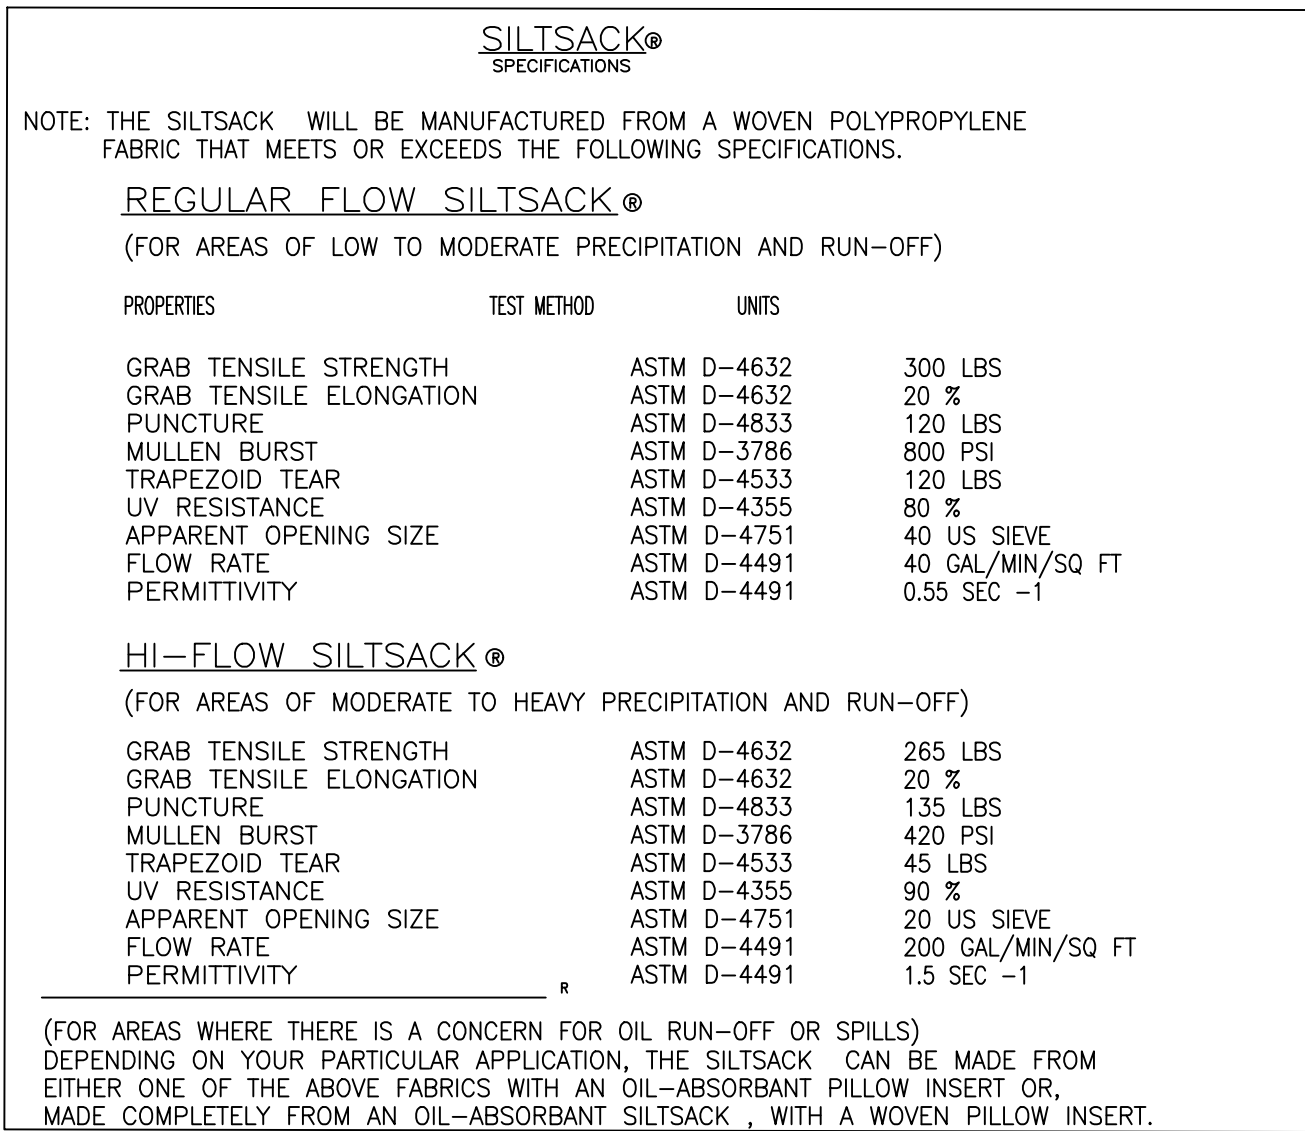 SILTSACK®
SPECIFICATIONS
NOTE: THE SILTSACK WILL BE MANUFACTURED FROM A WOVEN POLYPROPYLENE
FABRIC THAT MEETS OR EXCEEDS THE FOLLOWING SPECIFICATIONS.
REGULAR FLOW SILTSACK ®
(FOR AREAS OF LOW TO MODERATE PRECIPITATION AND RUN-OFF)
PROPERTIES TEST METHOD UNITS
GRAB TENSILE STRENGTH ASTM D-4632 300 LBS
GRAB TENSILE ELONGATION ASTM D-4632 20 %
PUNCTURE ASTM D-4833 120 LBS
MULLEN BURST ASTM D-3786 800 PSI
TRAPEZOID TEAR ASTM D-4533 120 LBS
UV RESISTANCE ASTM D-4355 80 %
APPARENT OPENING SIZE ASTM D-4751 40 US SIEVE
FLOW RATE ASTM D-4491 40 GAL/MIN/SQ FT
PERMITTIVITY ASTM D-4491 0.55 SEC -1
HI-FLOW SILTSACK ®
(FOR AREAS OF MODERATE TO HEAVY PRECIPITATION AND RUN-OFF)
GRAB TENSILE STRENGTH ASTM D-4632 265 LBS
GRAB TENSILE ELONGATION ASTM D-4632 20 %
PUNCTURE ASTM D-4833 135 LBS
MULLEN BURST ASTM D-3786 420 PSI
TRAPEZOID TEAR ASTM D-4533 45 LBS
UV RESISTANCE ASTM D-4355 90 %
APPARENT OPENING SIZE ASTM D-4751 20 US SIEVE
FLOW RATE ASTM D-4491 200 GAL/MIN/SQ FT
PERMITTIVITY ASTM D-4491 1.5 SEC -1
R
(FOR AREAS WHERE THERE IS A CONCERN FOR OIL RUN-OFF OR SPILLS)
DEPENDING ON YOUR PARTICULAR APPLICATION, THE SILTSACK CAN BE MADE FROM
EITHER ONE OF THE ABOVE FABRICS WITH AN OIL-ABSORBANT PILLOW INSERT OR,
MADE COMPLETELY FROM AN OIL-ABSORBANT SILTSACK , WITH A WOVEN PILLOW INSERT.